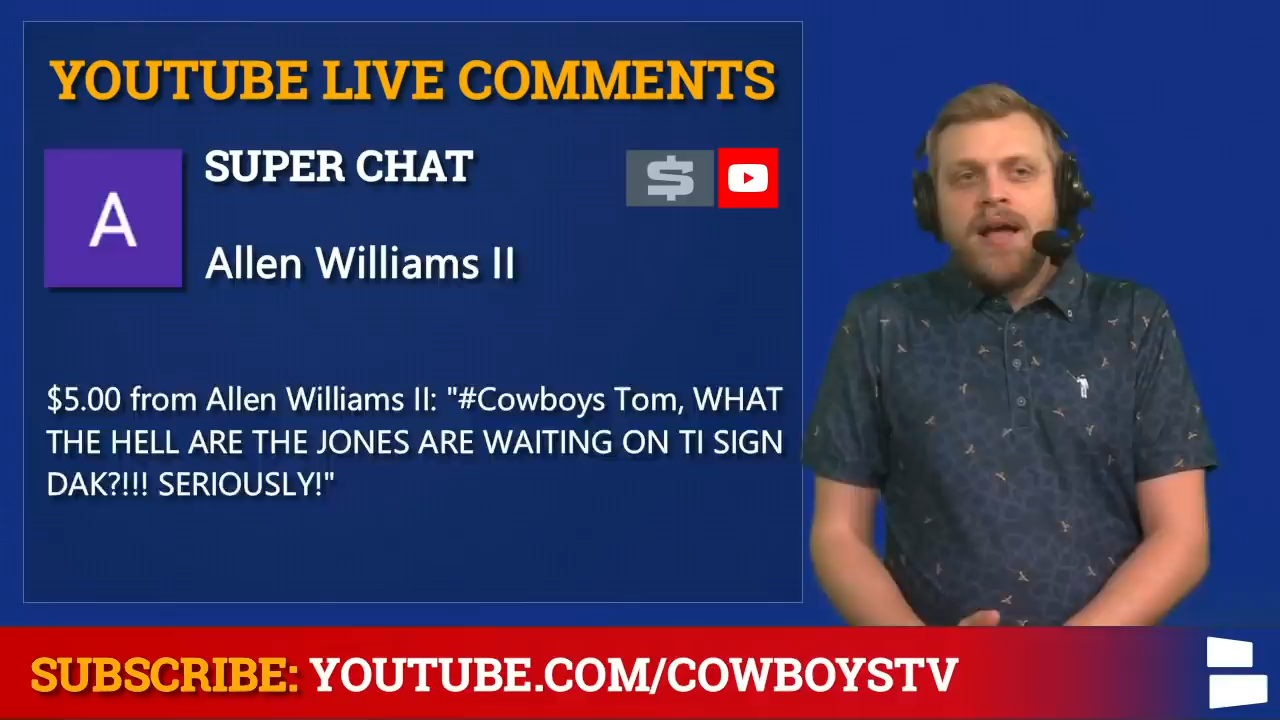 YOUTUBE LIVE COMMENTS
A
SUPER CHAT
$
Allen Williams II
$5.00 from Allen Williams II: "#Cowboys Tom, WHAT
THE HELL ARE THE JONES ARE WAITING ON TI SIGN
DAK?!!! SERIOUSLY!"
SUBSCRIBE: YOUTUBE.COM/COWBOYSTV